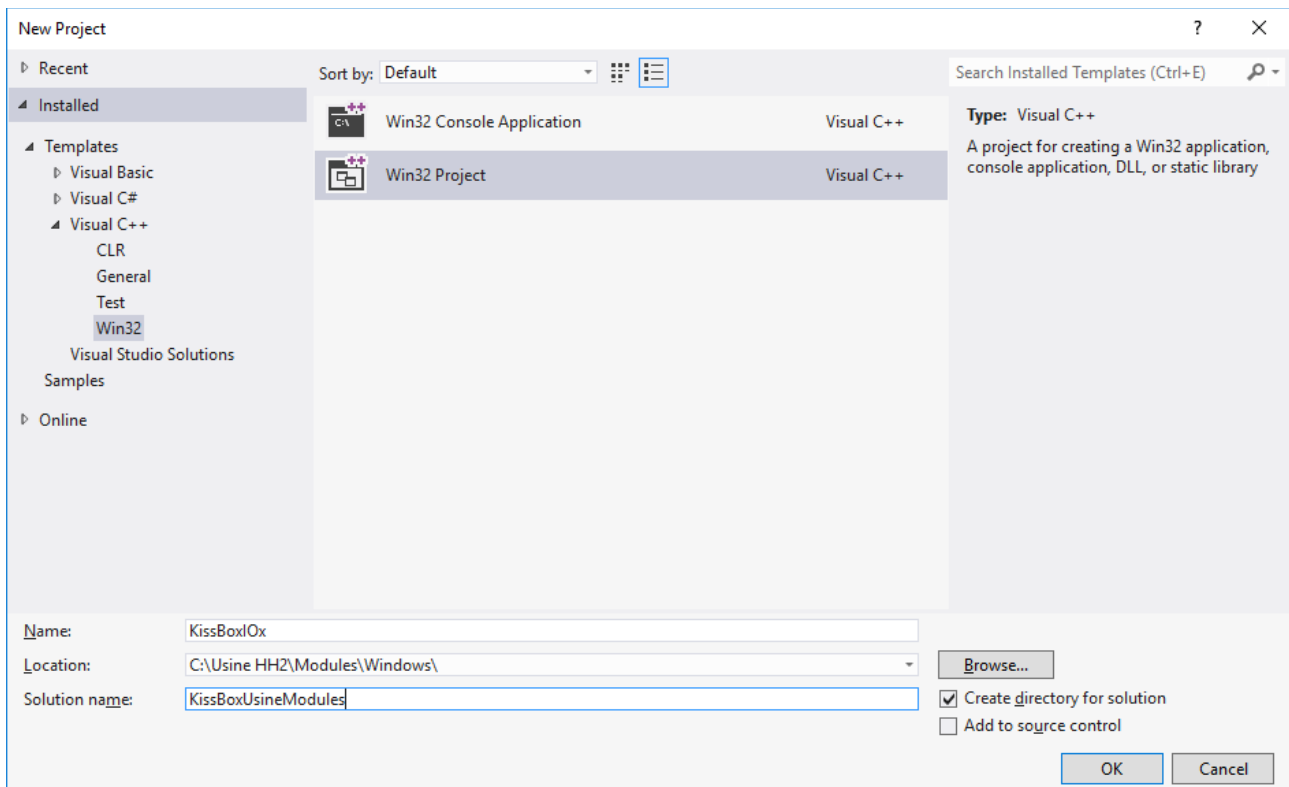 New Project
?
Recent
Installed
Templates
Visual Basic
Visual C#
Visual C++
CLR
General
Test
Win32
Visual Studio Solutions
Samples
Online
Sort by: Default
Win32 Console Application Visual C++
Win32 Project Visual C++
Search Installed Templates (Ctrl+E)
Type: Visual C++
A project for creating a Win32 application,
console application, DLL, or static library
Name: KissBoxIOx
Location: C:\Usine HH2\Modules\Windows\
Browse...
Solution name: KissBoxUsineModules
Create directory for solution
Add to source control
OK Cancel